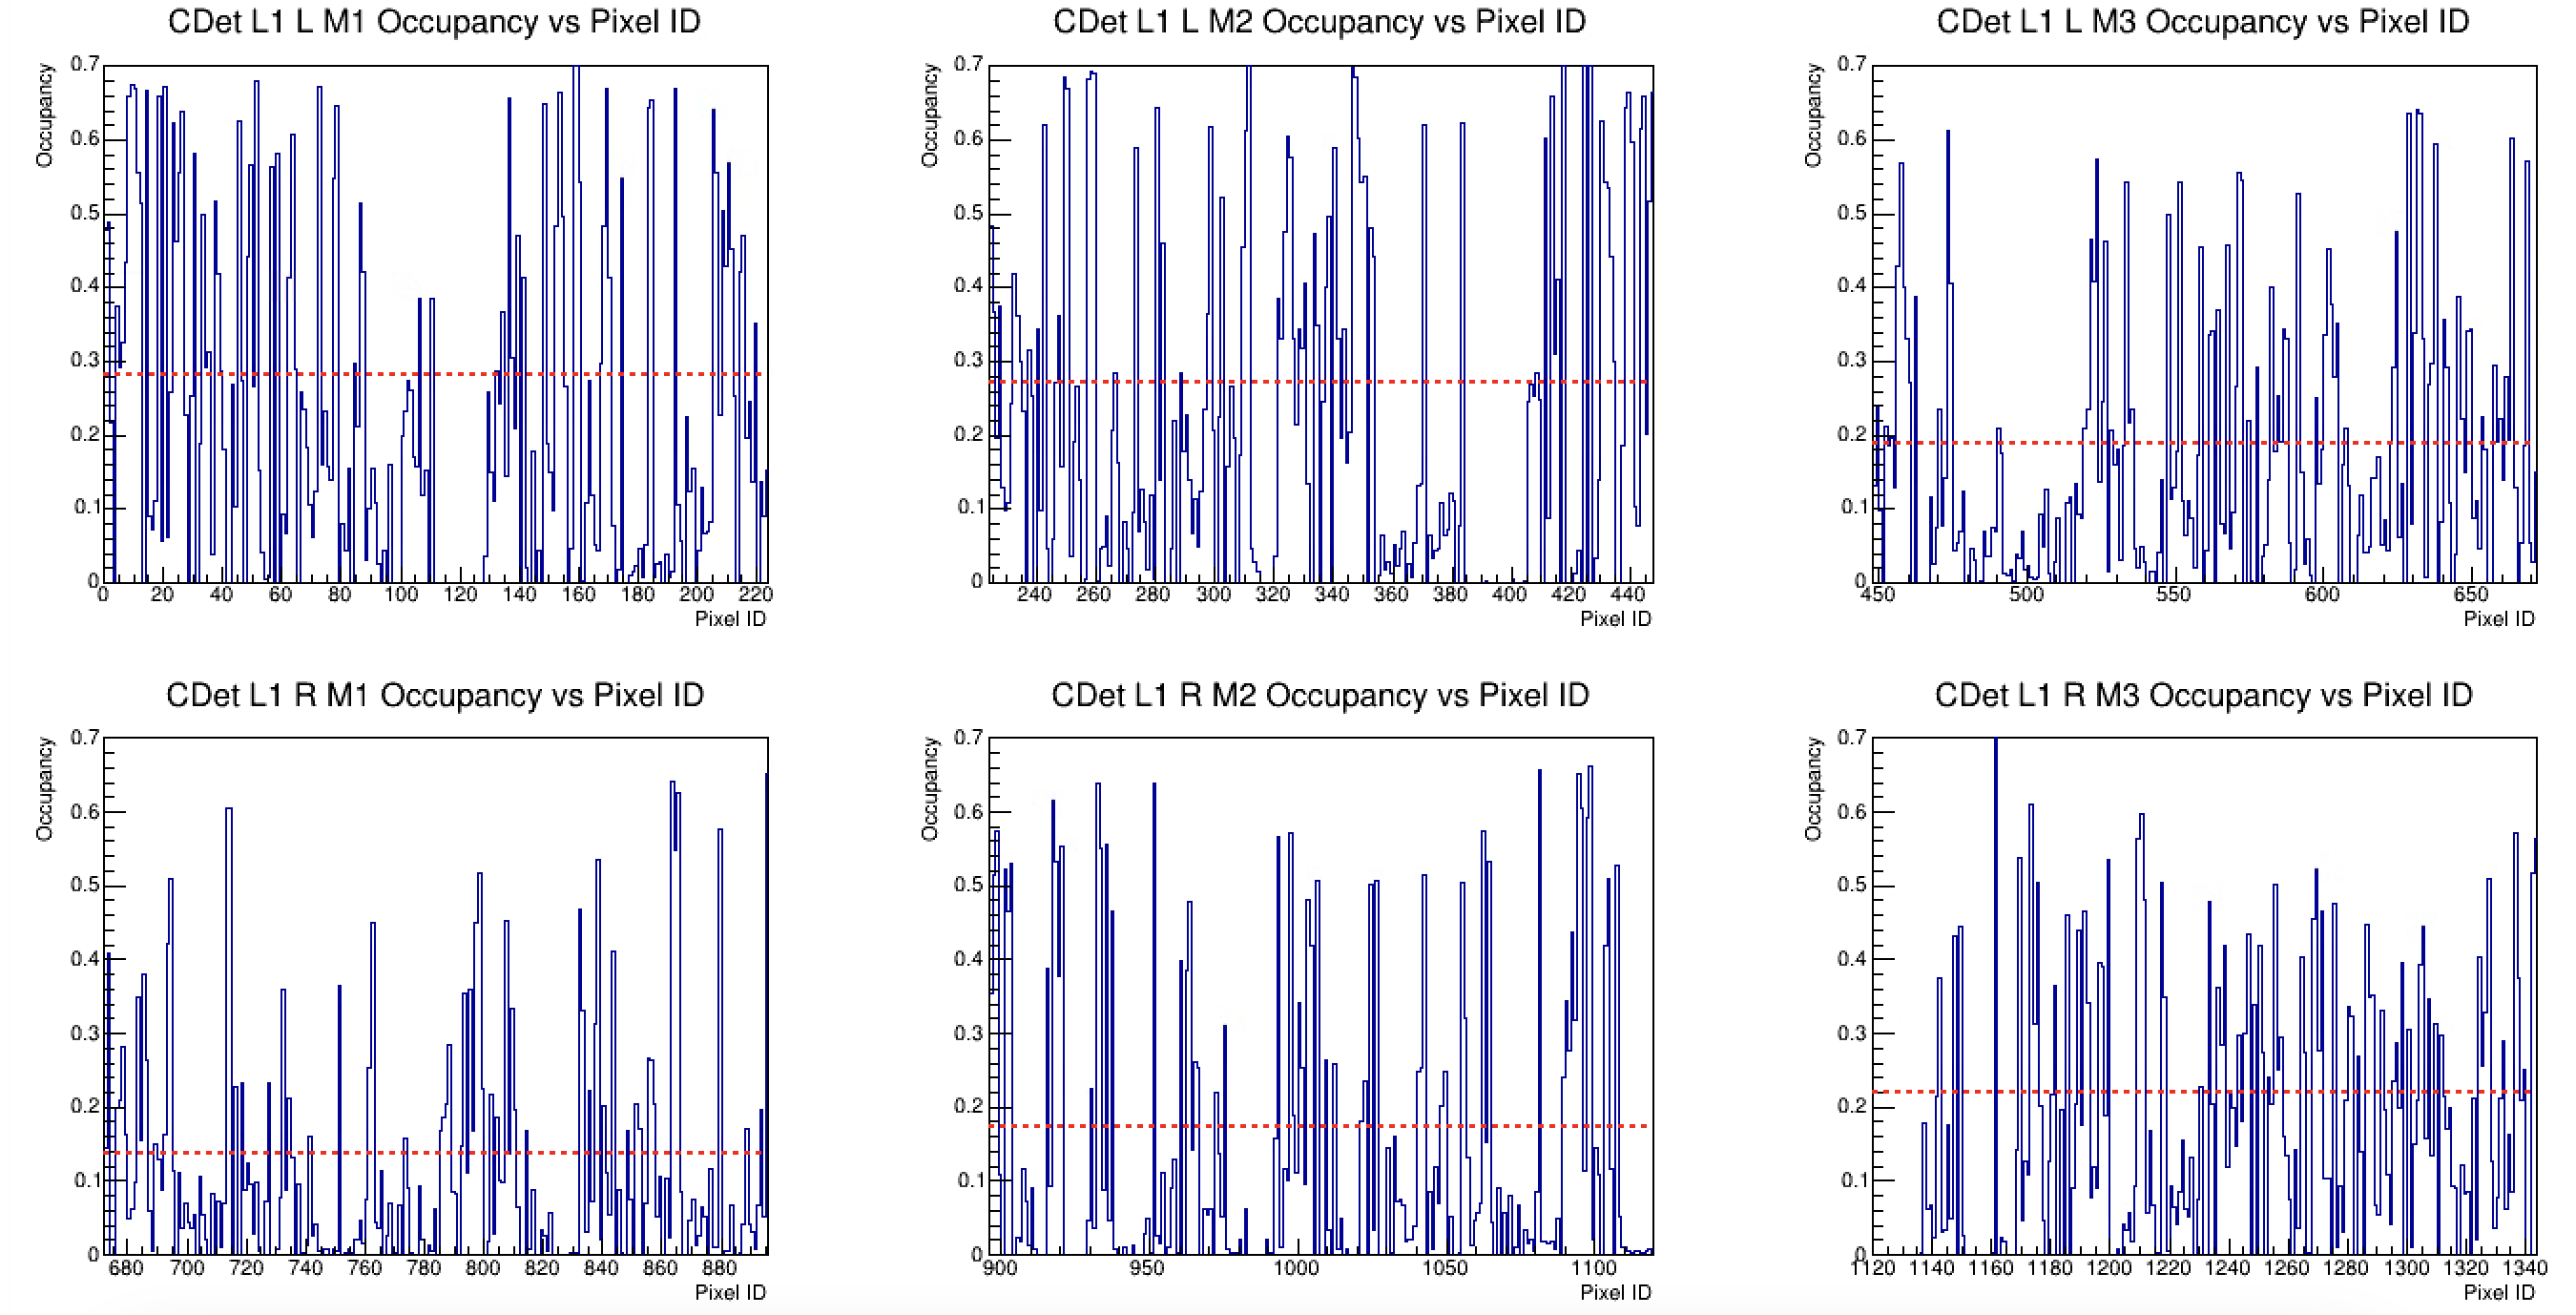 CDet L1 L M1 Occupancy vs Pixel ID
Occupancy
0.7
0.6
0.5
0.4
0.3
0.2
0.1
0
0 20 40 60 80 100 120 140 160 180 200 220
Pixel ID
CDet L1 L M2 Occupancy vs Pixel ID
Occupancy
0.7
0.6
0.5
0.4
0.3
0.2
0.1
0
240 260 280 300 320 340 360 380 400 420 440
Pixel ID
CDet L1 L M3 Occupancy vs Pixel ID
Occupancy
0.7
0.6
0.5
0.4
0.3
0.2
0.1
0
450 500 550 600 650
Pixel ID
CDet L1 R M1 Occupancy vs Pixel ID
Occupancy
0.7
0.6
0.5
0.4
0.3
0.2
0.1
0
680 700 720 740 760 780 800 820 840 860 880
Pixel ID
CDet L1 R M2 Occupancy vs Pixel ID
Occupancy
0.7
0.6
0.5
0.4
0.3
0.2
0.1
0
900 950 1000 1050 1100
Pixel ID
CDet L1 R M3 Occupancy vs Pixel ID
Occupancy
0.7
0.6
0.5
0.4
0.3
0.2
0.1
0
1120 1140 1160 1180 1200 1220 1240 1260 1280 1300 1320 1340
Pixel ID